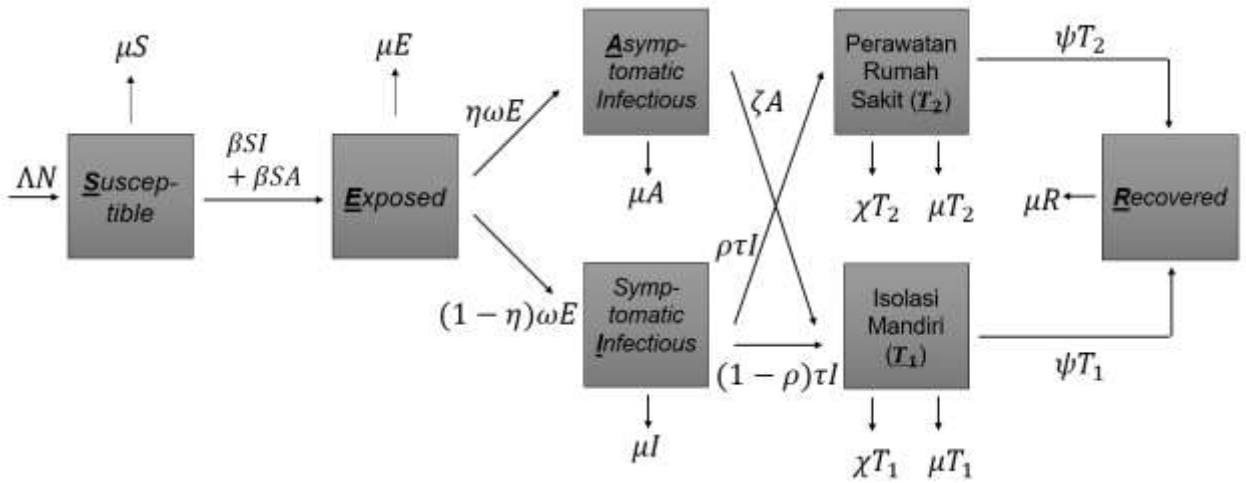 μS
μE
ΛN
Suscep-
tible
βSI
+ βSA
Exposed
ηωE
(1 − η)ωE
Asymp-
tomatic
Infectious
μA
Symp-
tomatic
Infectious
μI
ζA
ρτI
(1 − ρ)τI
Perawatan
Rumah
Sakit (T₂)
χT₂ μT₂
Isolasi
Mandiri
(T₁)
χT₁ μT₁
ψT₂
μR
Recovered
ψT₁